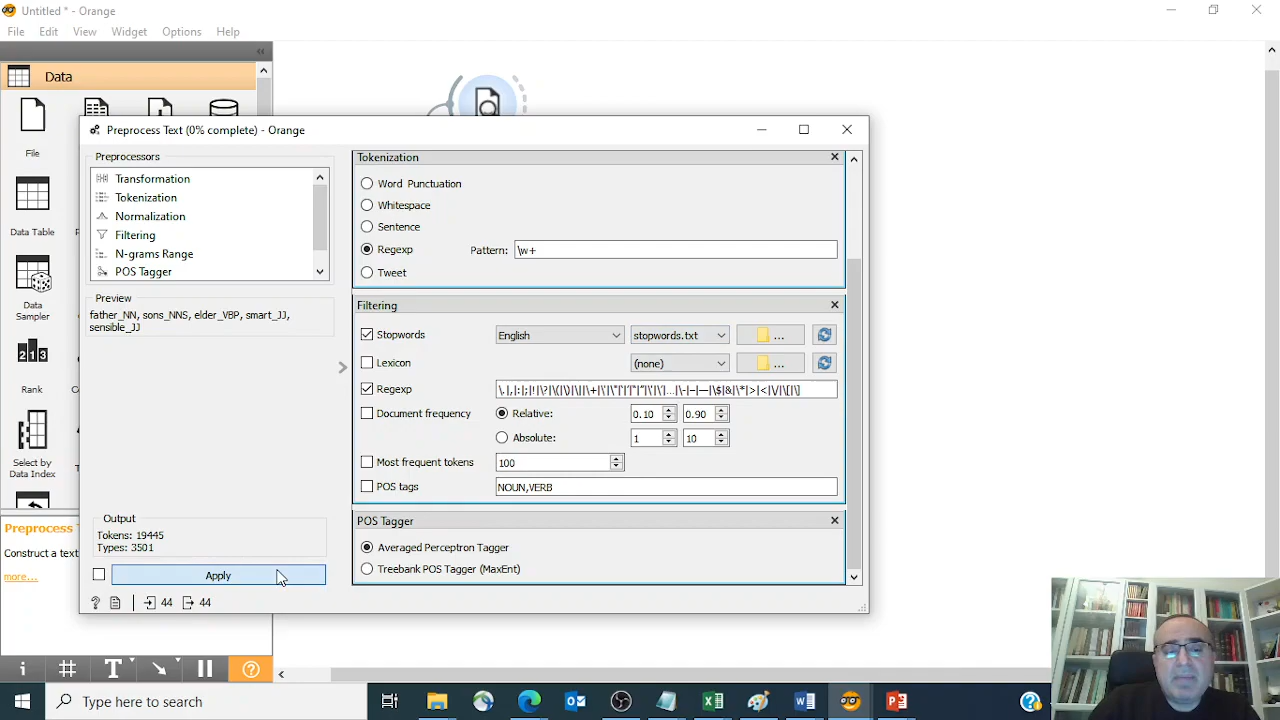 Untitled * - Orange
File Edit View Widget Options Help
Data
File
Data Table
Data
Sampler
Rank
Select by
Data Index
Preprocess T
Construct a text
more...
Preprocess Text (0% complete) - Orange
Preprocessors
Transformation
Tokenization
Normalization
Filtering
N-grams Range
POS Tagger
Preview
father_NN, sons_NNS, elder_VBP, smart_JJ,
sensible_JJ
Output
Tokens: 19445
Types: 3501
Apply
44 44
Tokenization
Word Punctuation
Whitespace
Sentence
Regexp Pattern: \w+
Tweet
Filtering
Stopwords English stopwords.txt ...
Lexicon (none) ...
Regexp
Document frequency Relative: 0.10 0.90
Absolute: 1 10
Most frequent tokens 100
POS tags NOUN,VERB
POS Tagger
Averaged Perceptron Tagger
Treebank POS Tagger (MaxEnt)
Type here to search